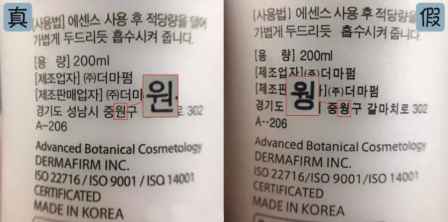 真
[사용법] 에센스 사용 후 적당량을 덜어
가볍게 두드리듯 흡수시켜 줍니다.
[용 량] 200ml
[제조업자] ㈜더마펌
[제조판매업자] ㈜더마
원
경기도 성남시 중원구 로 302
A-206
Advanced Botanical Cosmetology
DERMAFIRM INC.
ISO 22716 / ISO 9001 / ISO 14001
CERTIFICATED
MADE IN KOREA
假
[사용법] 에센스 사용 후 적당량을
가볍게 두드리듯 흡수시켜 줍니다.
[용 량] 200ml
[제조업자] ㈜더마펌
[제조판 ㈜더마펌
웡
경기도 중웡구 갈마치로 302
A-206
Advanced Botanical Cosmetology
DERMAFIRM INC.
ISO 22716/ISO 9001 / ISO 14001
CERTIFICATED
MADE IN KOREA